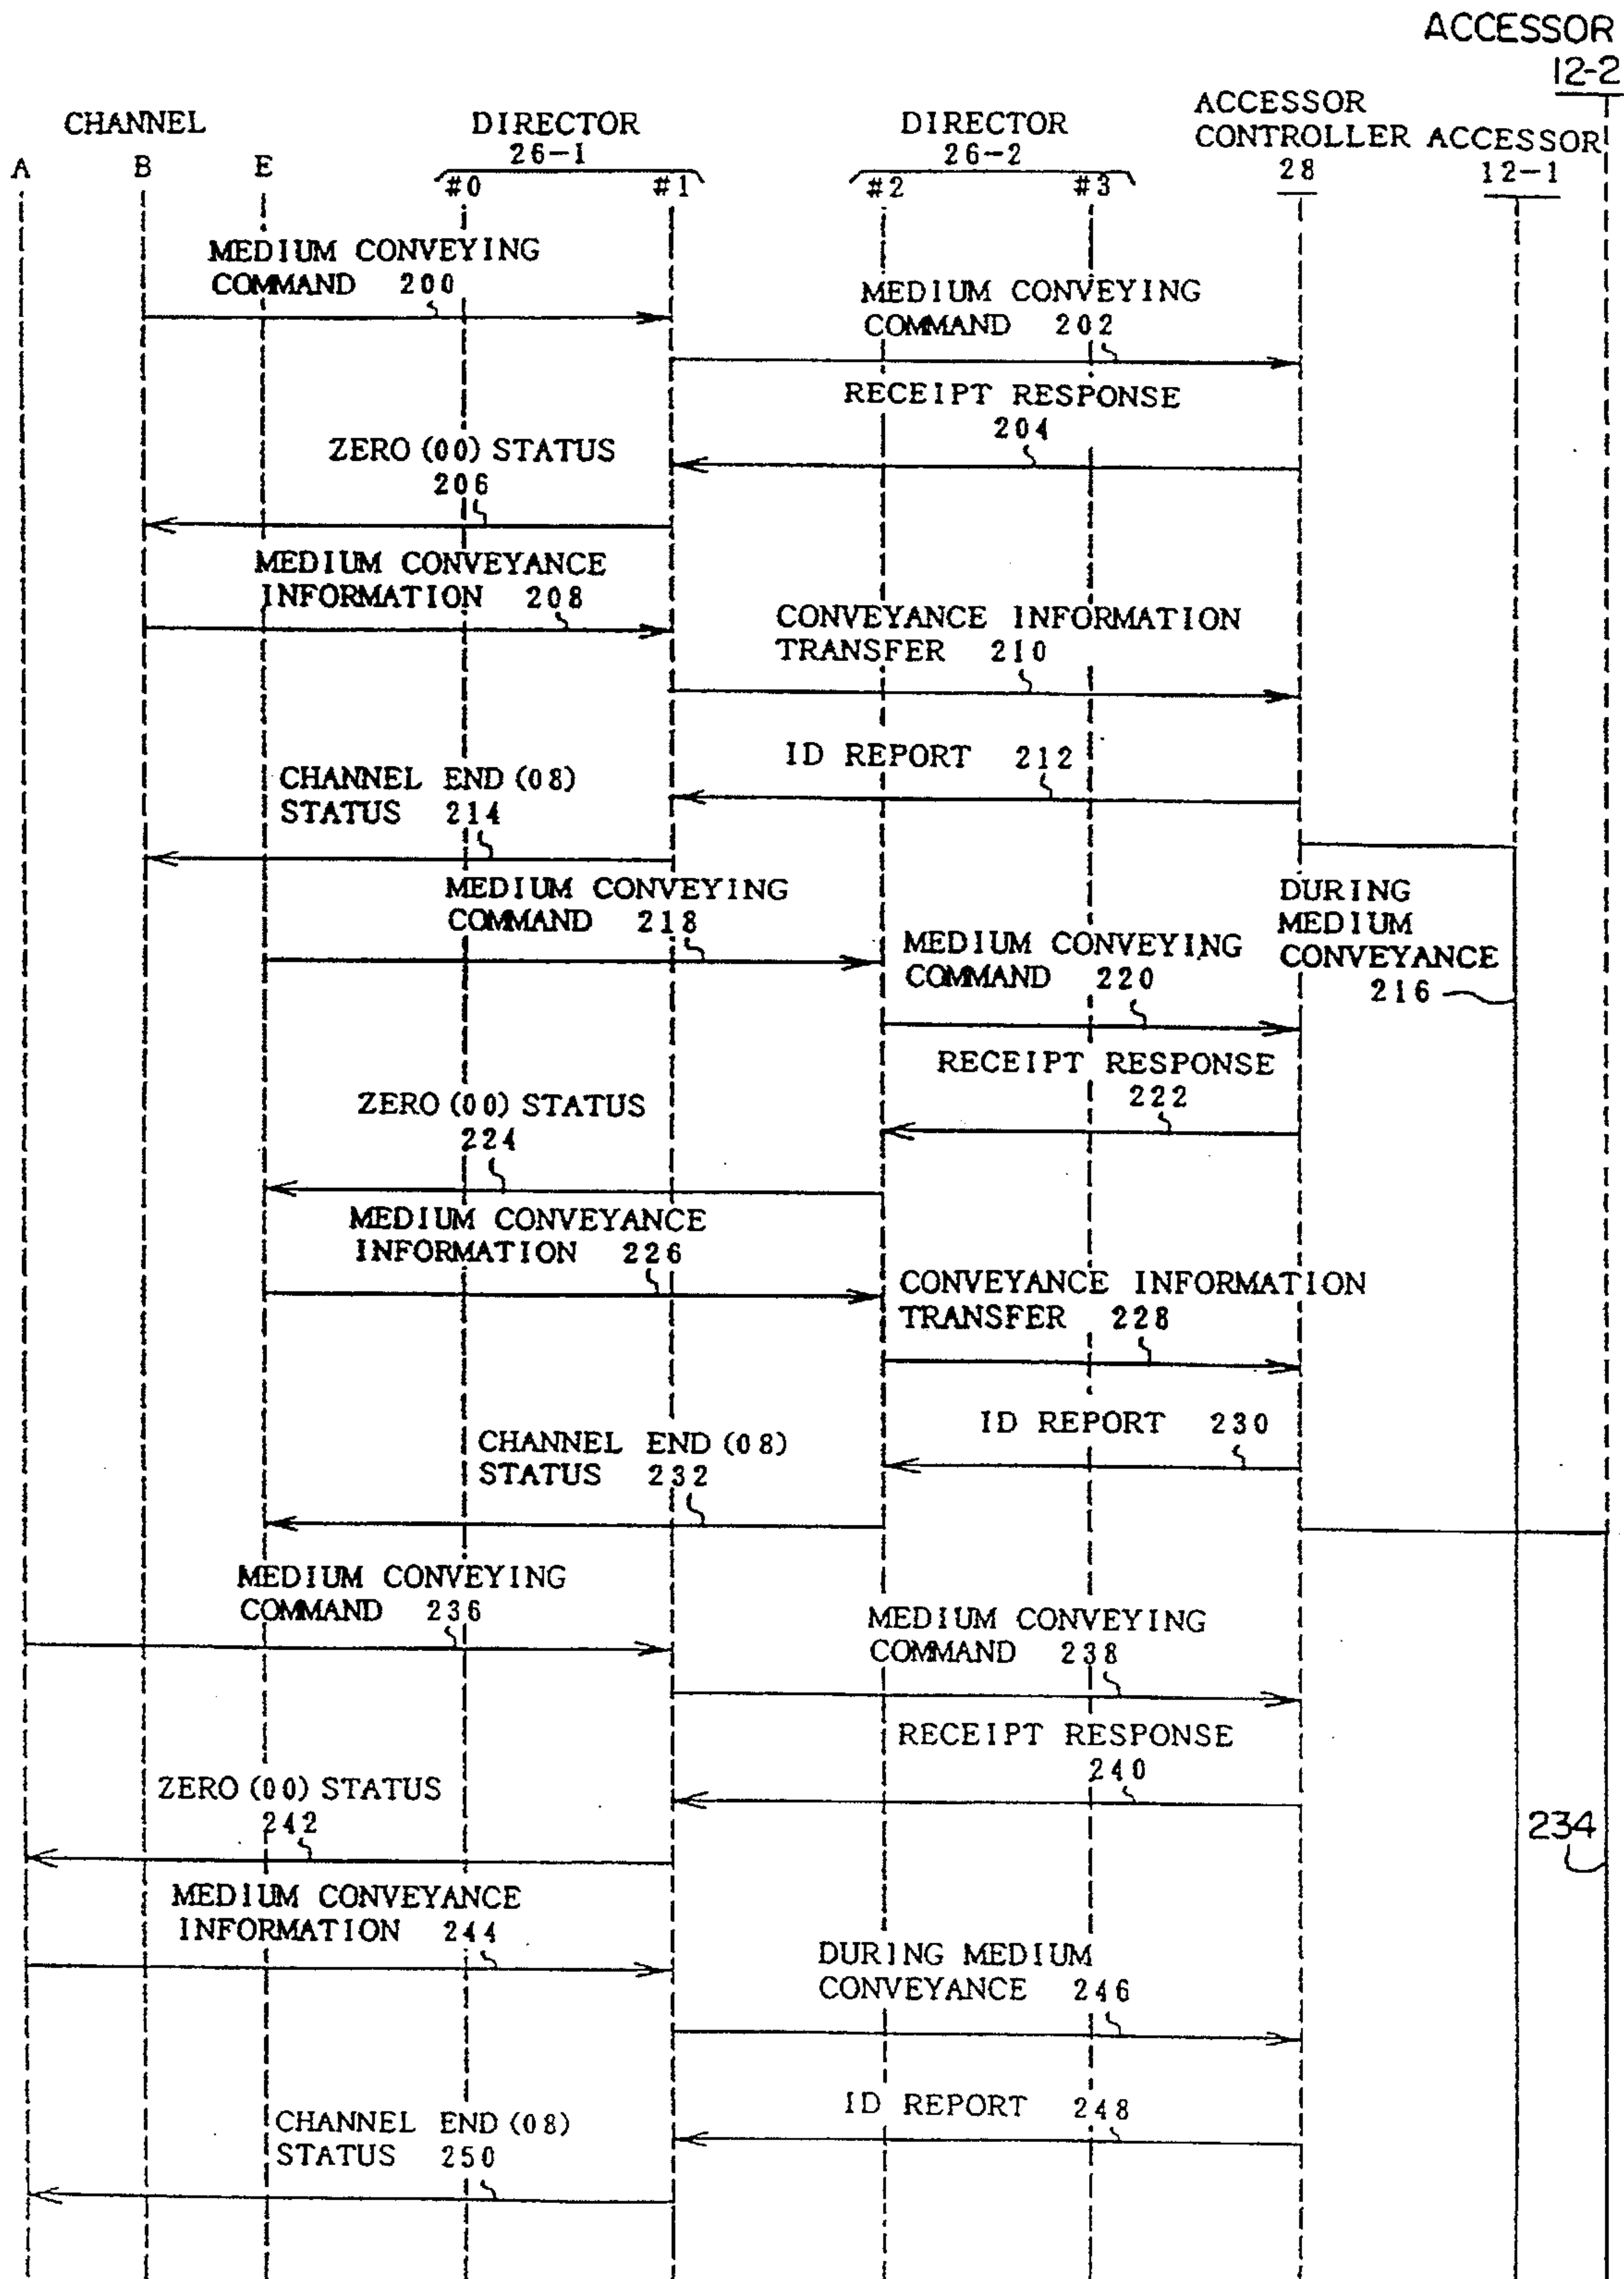 ACCESSOR
12-2
CHANNEL
A
B
E
DIRECTOR
26-1
#0
#1
DIRECTOR
26-2
#2
#3
ACCESSOR
CONTROLLER
28
ACCESSOR
12-1
MEDIUM CONVEYING
COMMAND 200
MEDIUM CONVEYING
COMMAND 202
RECEIPT RESPONSE
204
ZERO (00) STATUS
206
MEDIUM CONVEYANCE
INFORMATION 208
CONVEYANCE INFORMATION
TRANSFER 210
ID REPORT 212
CHANNEL END (08)
STATUS 214
DURING
MEDIUM
CONVEYANCE
216
MEDIUM CONVEYING
COMMAND 218
MEDIUM CONVEYING
COMMAND 220
RECEIPT RESPONSE
222
ZERO (00) STATUS
224
MEDIUM CONVEYANCE
INFORMATION 226
CONVEYANCE INFORMATION
TRANSFER 228
ID REPORT 230
CHANNEL END (08)
STATUS 232
MEDIUM CONVEYING
COMMAND 236
MEDIUM CONVEYING
COMMAND 238
RECEIPT RESPONSE
240
ZERO (00) STATUS
242
234
MEDIUM CONVEYANCE
INFORMATION 244
DURING MEDIUM
CONVEYANCE 246
ID REPORT 248
CHANNEL END (08)
STATUS 250